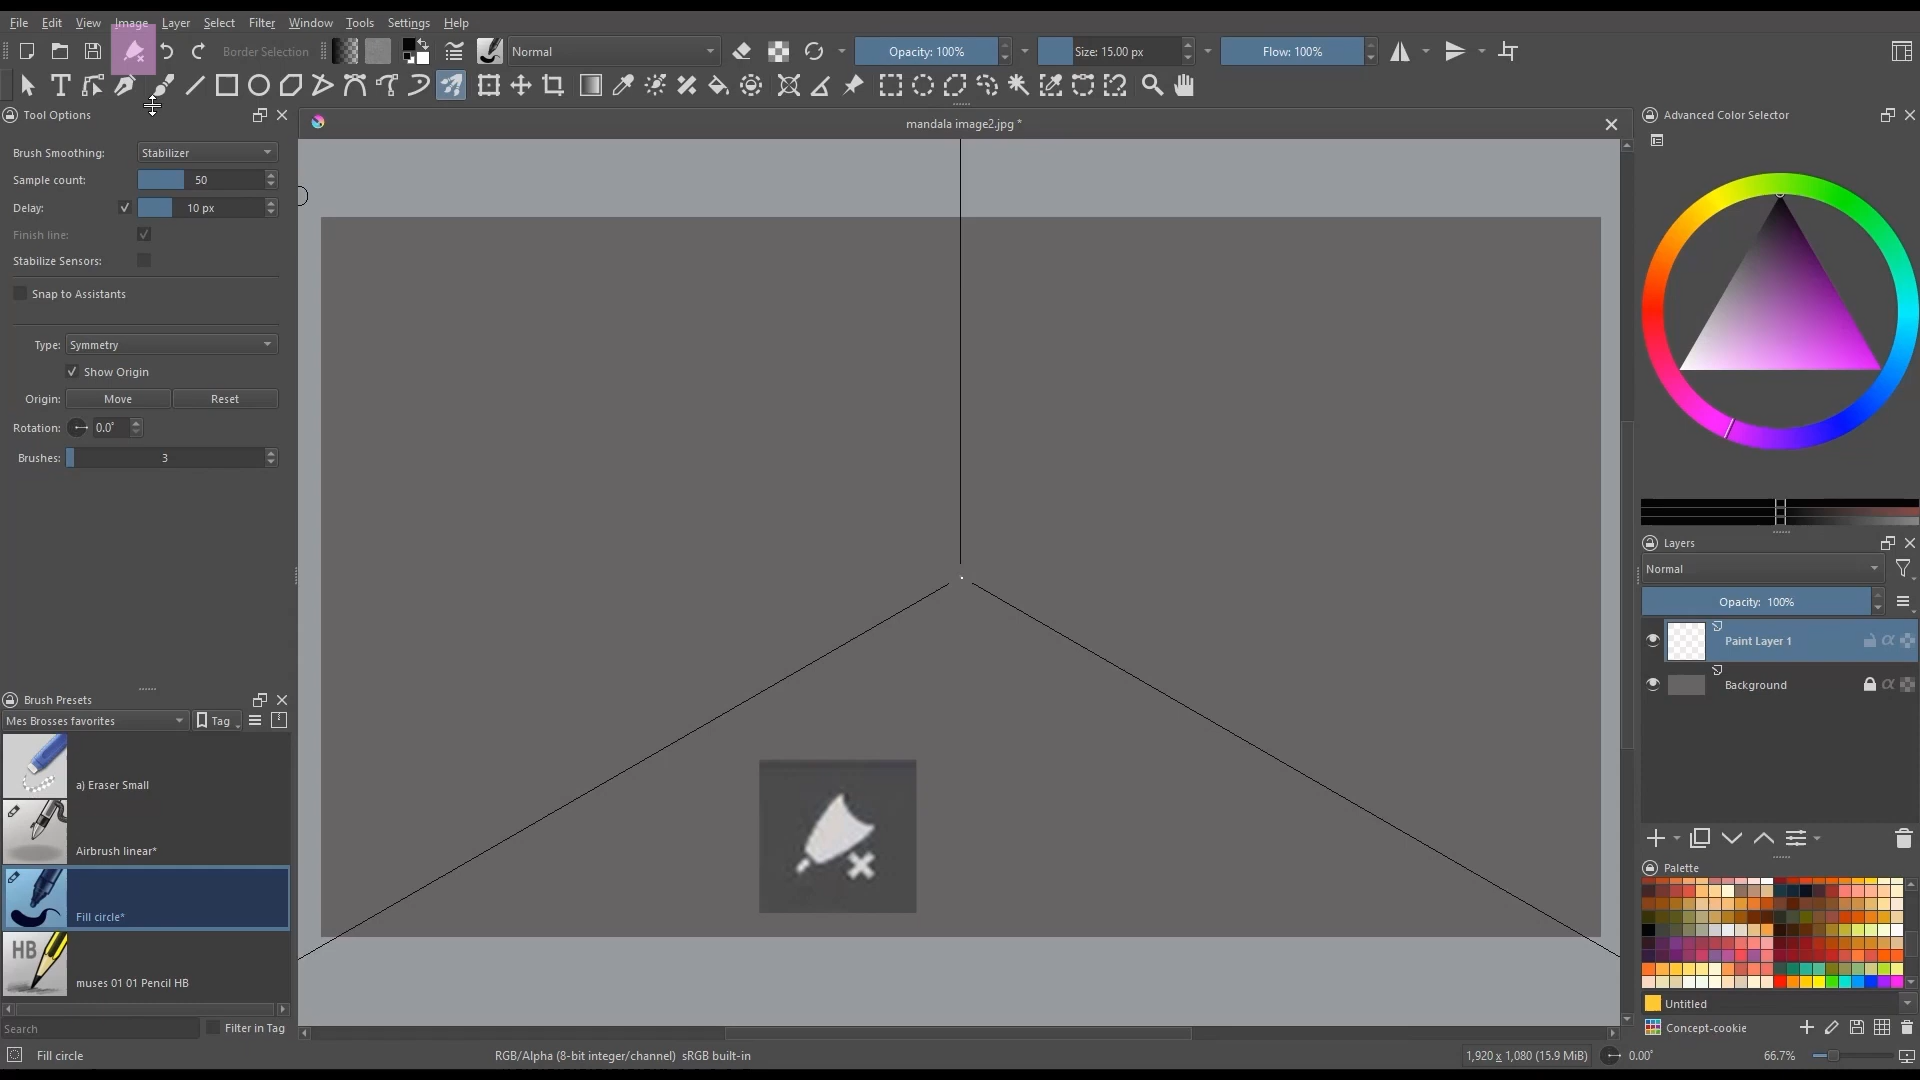 File Edit View Image Layer Select Filter Window Tools Settings Help
Border Selection Normal Opacity: 100% Size: 15.00 px Flow: 100%
Tool Options
mandala image2.jpg *
Advanced Color Selector
Brush Smoothing: Stabilizer
Sample count: 50
Delay: 10 px
Finish line:
Stabilize Sensors:
Snap to Assistants
Type: Symmetry
Show Origin
Origin: Move Reset
Rotation: 0.0°
Brushes: 3
Layers
Normal
Opacity: 100%
Paint Layer 1
Background
Brush Presets
Mes Brosses favorites Tag
a) Eraser Small
Airbrush linear*
Fill circle*
HB
muses 01 01 Pencil HB
Search Filter in Tag
Palette
Untitled
Concept-cookie
Fill circle RGB/Alpha (8-bit integer/channel) sRGB built-in 1,920 x 1,080 (15.9 MiB) 0.00° 66.7%